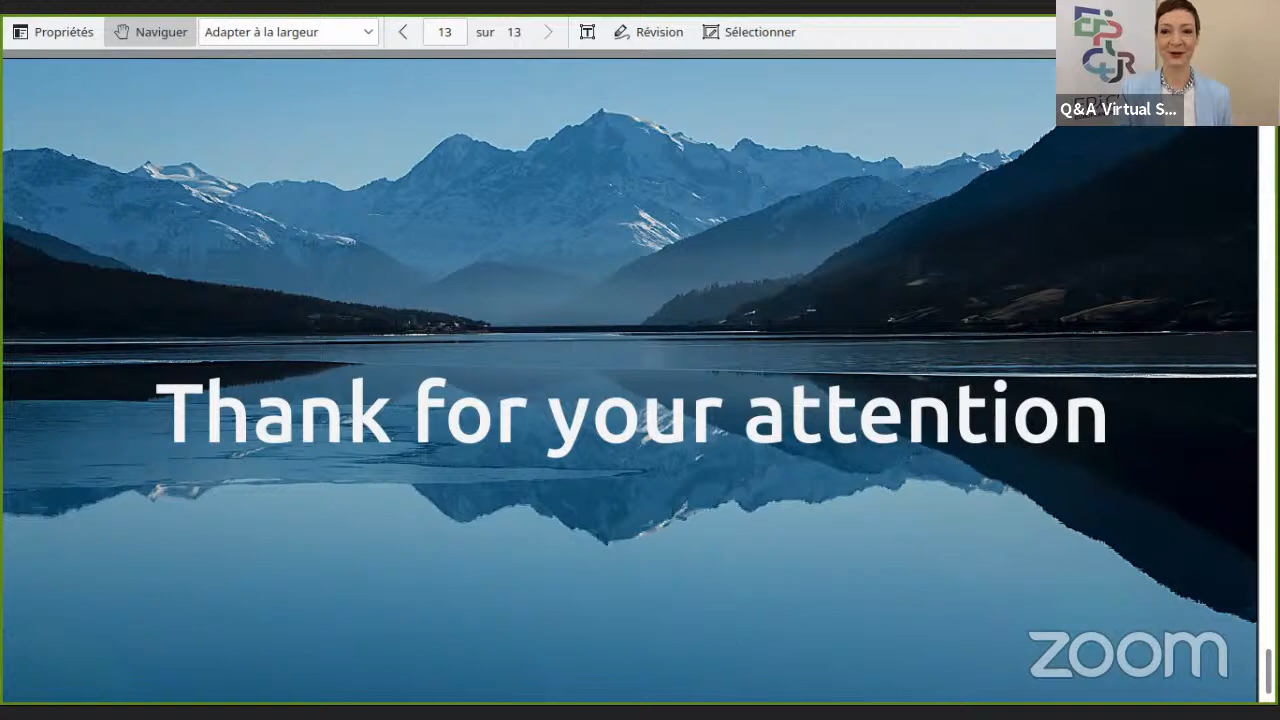 Propriétés Naviguer Adapter à la largeur 13 sur 13 Révision Sélectionner
Q&A Virtual S...
Thank for your attention
zoom